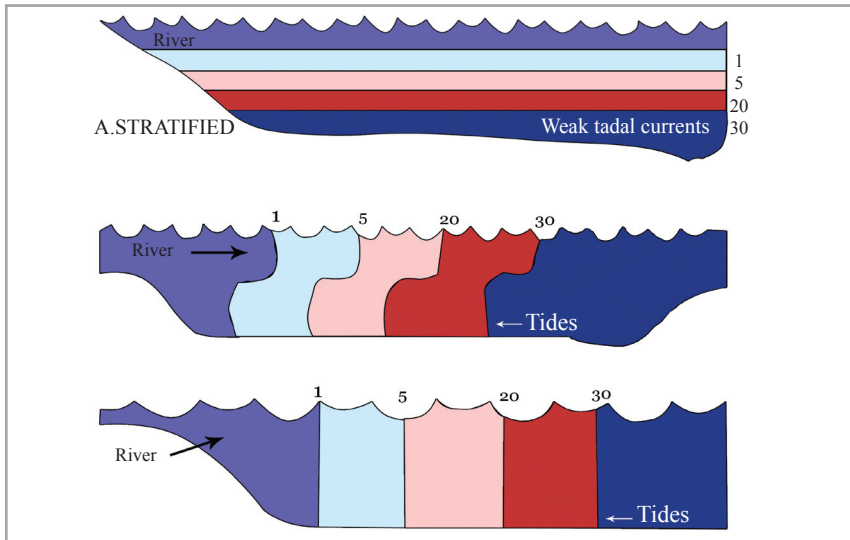 River
1
5
20
A.STRATIFIED
Weak tadal currents
30
1 5 20 30
River
← Tides
1 5 20 30
River
← Tides